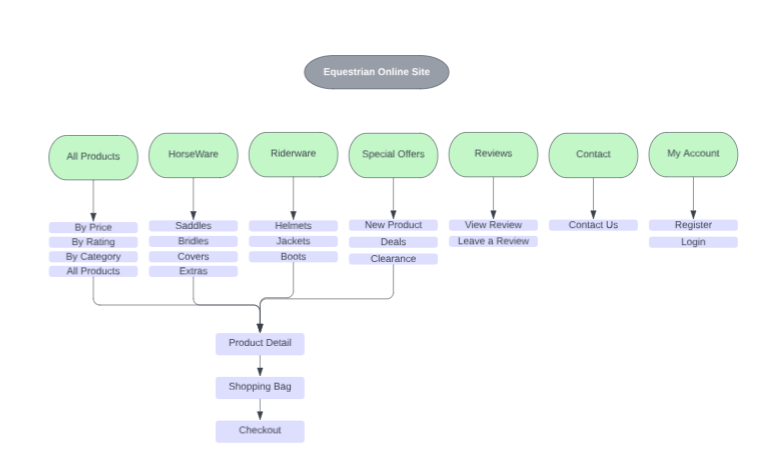 Equestrian Online Site
All Products
HorseWare
Riderware
Special Offers
Reviews
Contact
My Account
By Price
By Rating
By Category
All Products
Saddles
Bridles
Covers
Extras
Helmets
Jackets
Boots
New Product
Deals
Clearance
View Review
Leave a Review
Contact Us
Register
Login
Product Detail
Shopping Bag
Checkout